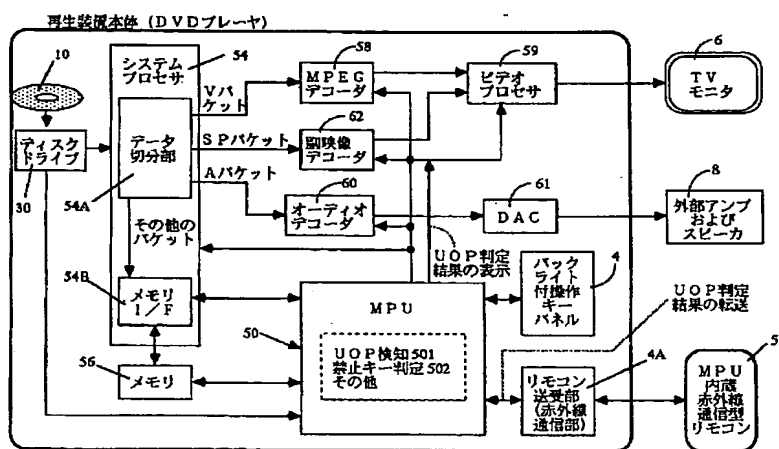 再生装置本体（DVDプレーヤ）
10
ディスク
ドライブ
30
システム
プロセサ
54
データ
切分部
54A
Vパケット
SPパケット
Aパケット
その他の
パケット
54B
メモリ
I／F
56
メモリ
58
MPEG
デコーダ
62
副映像
デコーダ
60
オーディオ
デコーダ
59
ビデオ
プロセサ
61
DAC
6
TV
モニタ
8
外部アンプ
および
スピーカ
UOP判定
結果の表示
MPU
50
UOP検知501
禁止キー判定502
その他
バック
ライト
付操作
キー
パネル
4
UOP判定
結果の転送
リモコン
送受部
(赤外線
通信部)
4A
MPU
内蔵
赤外線
通信型
リモコン
5